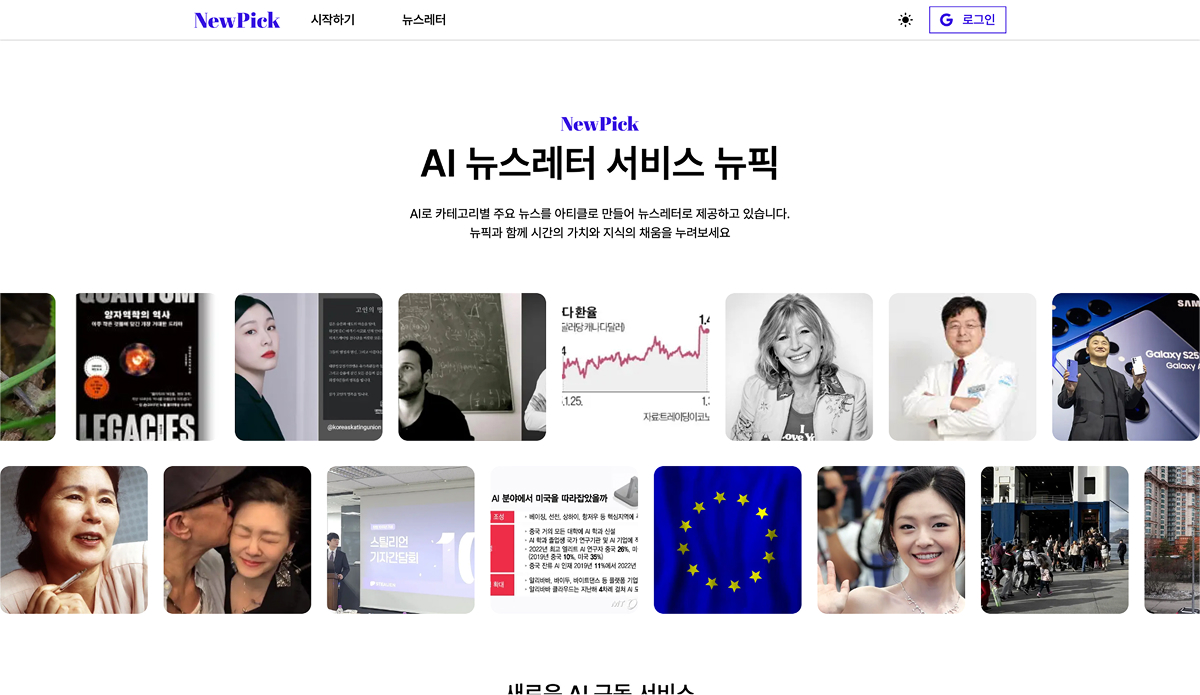 NewPick
시작하기
뉴스레터
G 로그인
NewPick
AI 뉴스레터 서비스 뉴픽
AI로 카테고리별 주요 뉴스를 아티클로 만들어 뉴스레터로 제공하고 있습니다.
뉴픽과 함께 시간의 가치와 지식의 채움을 누려보세요
QUANTUM
양자역학의 역사
LEGACIES
고인의 명
@koreaskatingunion
다 환율
달러당 캐나다달러)
1.4
4
1.25.
자료트레이딩이코노
I
Love
SAM
Galaxy S25
Galaxy A
스틸리언
기자간담회
10
AI 분야에서 미국을 따라잡았을까
조성
· 베이징, 선전, 상하이, 항저우 등 핵심지역에
· 중국 거의 모든 대학에 AI 학과 신설
· AI 학과 졸업생 국가 연구기관 및 AI 기업에
· 2022년 최고 엘리트 AI 연구자 중국 26%, 미
(2019년 중국 10%, 미국 35%)
· 중국 잔류 AI 인재 2019년 11%에서 2022년
확대
· 알리바바, 바이두, 바이트댄스 등 플랫폼 기업
· 알리바바 클라우드는 지난해 4차례 걸쳐 AI
새로운 AI 구독 서비스